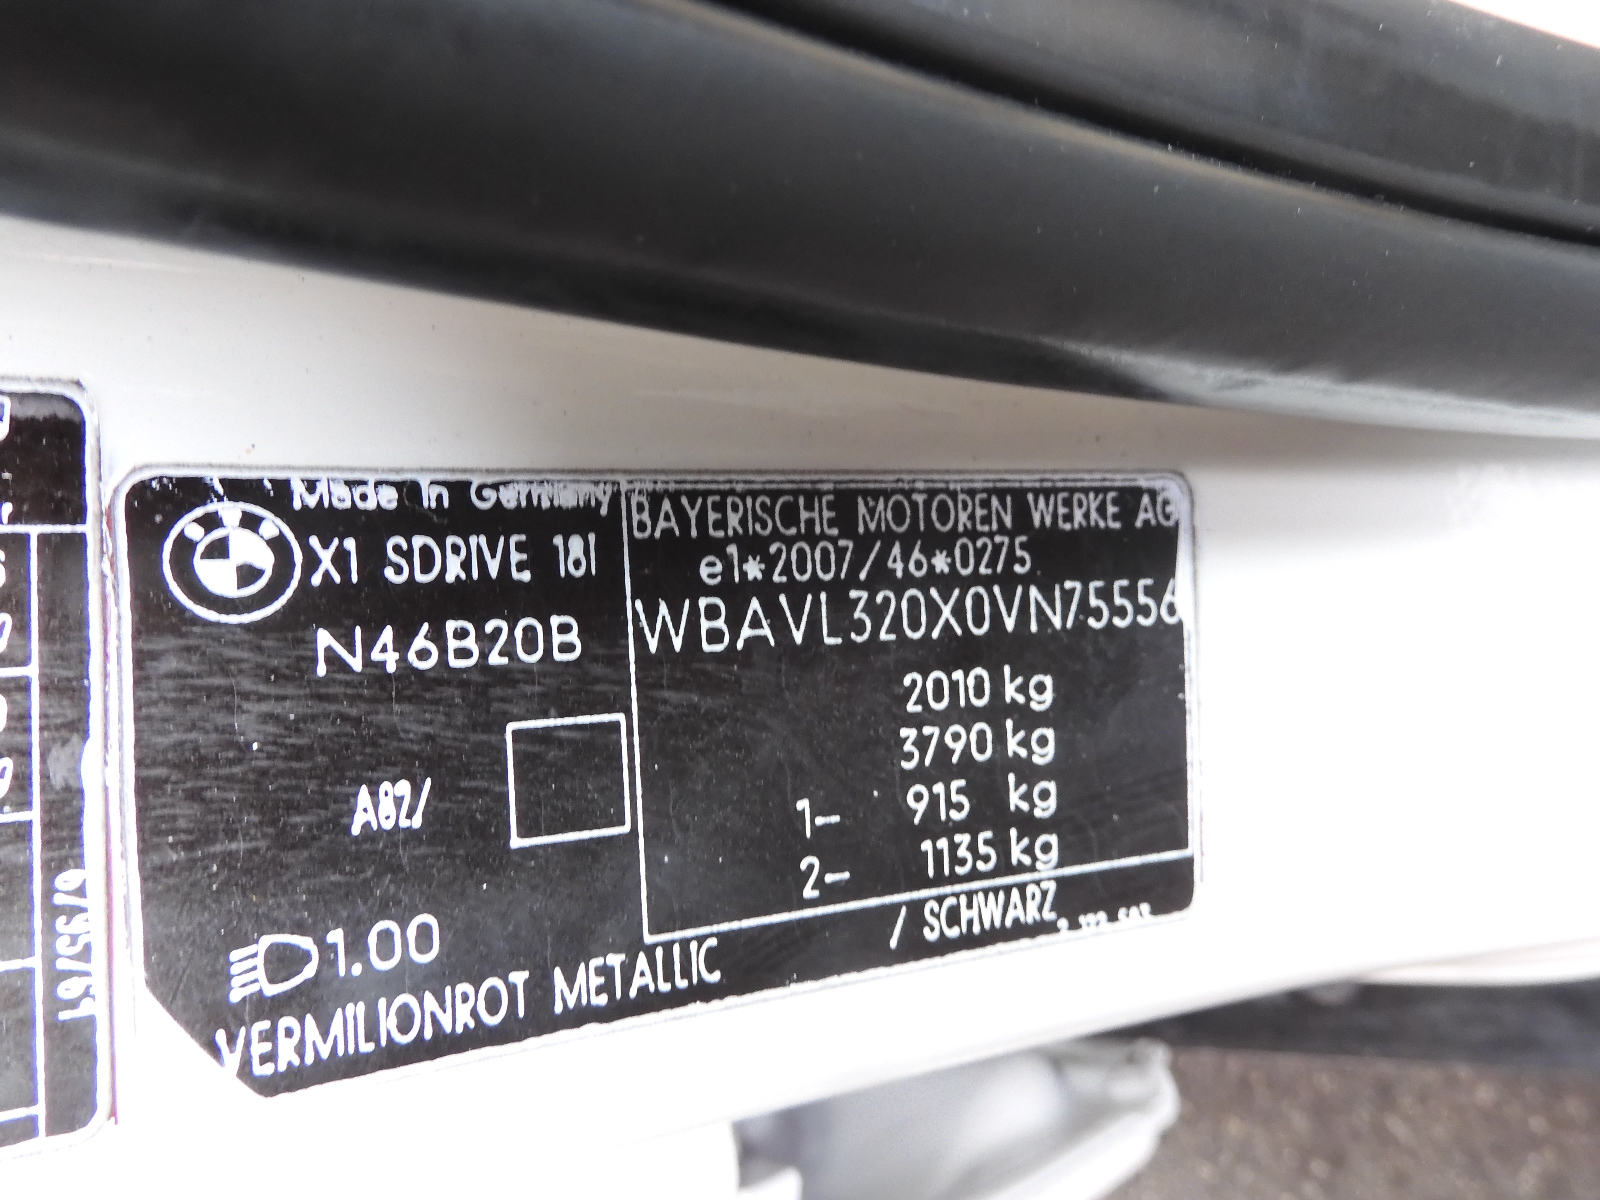 Made in Germany
X1 SDRIVE 18I
N46B20B
A82/
1.00
VERMILIONROT METALLIC / SCHWARZ
BAYERISCHE MOTOREN WERKE AG
e1*2007/46*0275
WBAVL320X0VN75556
2010 kg
3790 kg
1- 915 kg
2- 1135 kg